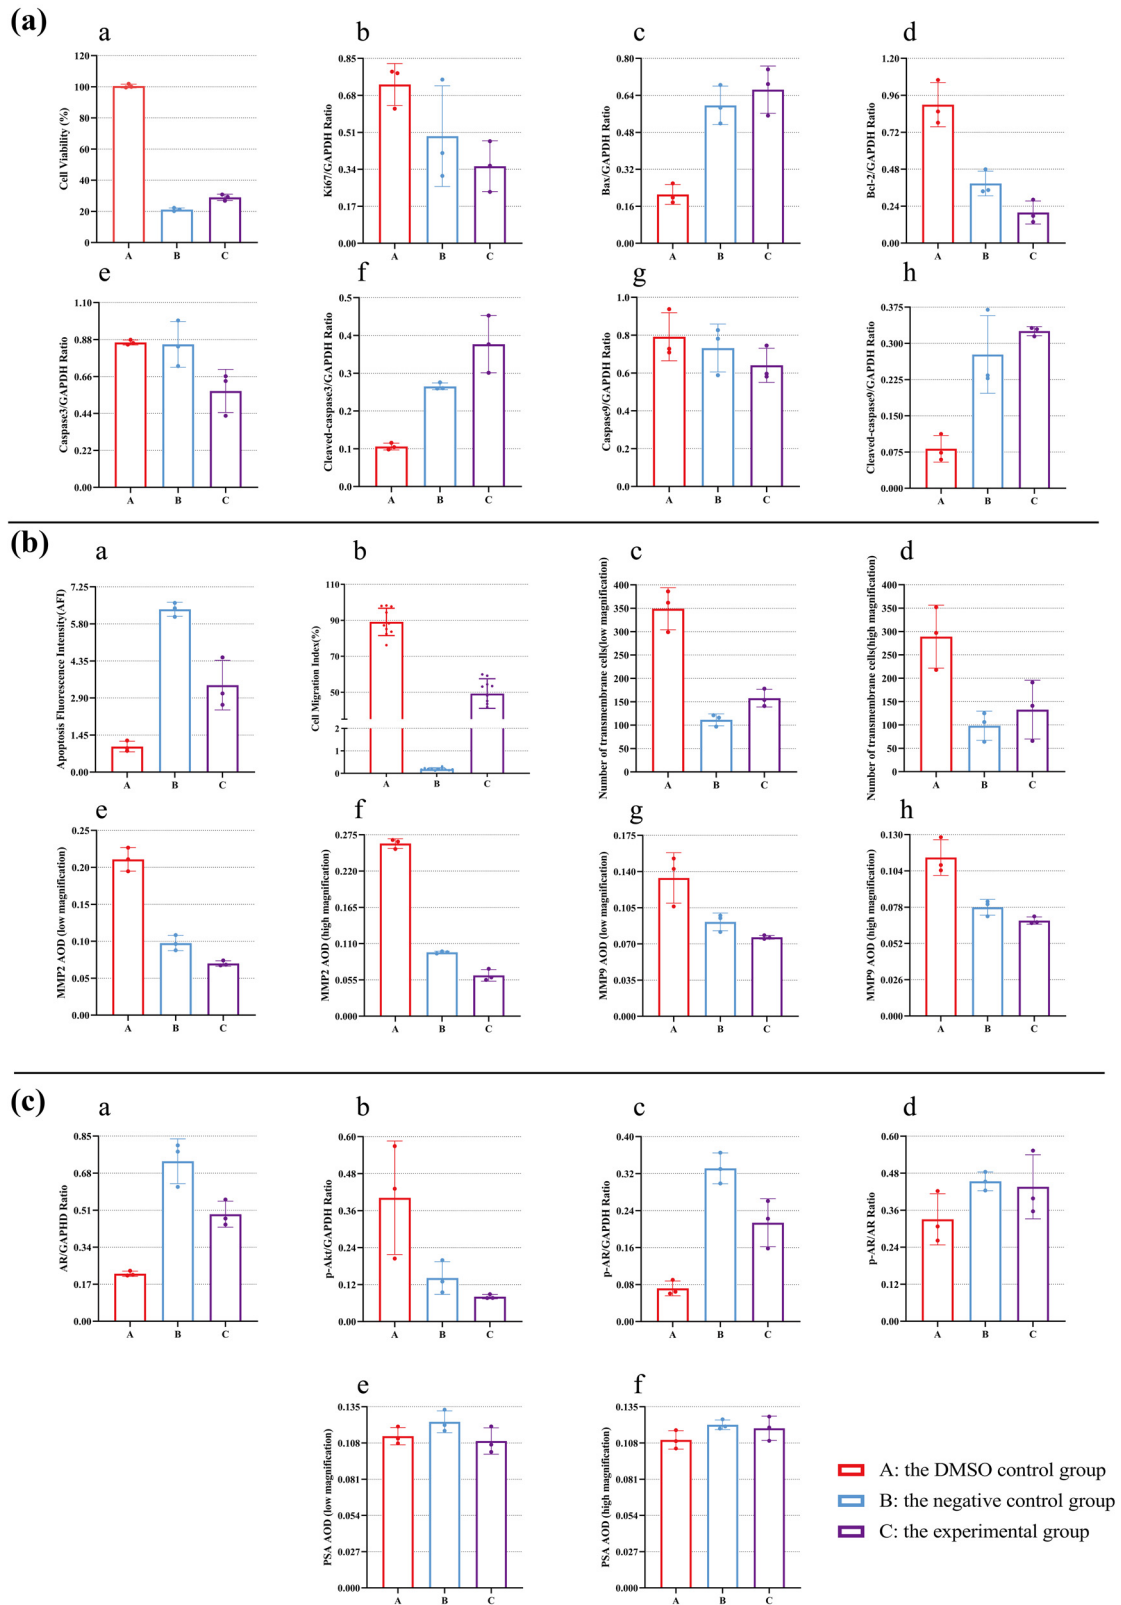 (a)
a
Cell Viability (%)
120
100
80
60
40
20
0
A B C
b
Ki67/GAPDH Ratio
0.85
0.68
0.51
0.34
0.17
0.00
A B C
c
Bax/GAPDH Ratio
0.80
0.64
0.48
0.32
0.16
0.00
A B C
d
Bcl-2/GAPDH Ratio
1.20
0.96
0.72
0.48
0.24
0.00
A B C
e
Caspase3/GAPDH Ratio
1.10
0.88
0.66
0.44
0.22
0.00
A B C
f
Cleaved-caspase3/GAPDH Ratio
0.5
0.4
0.3
0.2
0.1
0.0
A B C
g
Caspase9/GAPDH Ratio
1.0
0.8
0.6
0.4
0.2
0.0
A B C
h
Cleaved-caspase9/GAPDH Ratio
0.375
0.300
0.225
0.150
0.075
0.000
A B C
(b)
a
Apoptosis Fluorescence Intensity(AFI)
7.25
5.80
4.35
2.90
1.45
0.00
A B C
b
Cell Migration Index(%)
110
90
70
50
2
1
0
A B C
c
Number of transmembrane cells(low magnification)
400
350
300
250
200
150
100
50
0
A B C
d
Number of transmembrane cells(high magnification)
400
350
300
250
200
150
100
50
0
A B C
e
MMP2 AOD (low magnification)
0.25
0.20
0.15
0.10
0.05
0.00
A B C
f
MMP2 AOD (high magnification)
0.275
0.220
0.165
0.110
0.055
0.000
A B C
g
MMP9 AOD (low magnification)
0.175
0.140
0.105
0.070
0.035
0.000
A B C
h
MMP9 AOD (high magnification)
0.130
0.104
0.078
0.052
0.026
0.000
A B C
(c)
a
AR/GAPHD Ratio
0.85
0.68
0.51
0.34
0.17
0.00
A B C
b
p-Akt/GAPDH Ratio
0.60
0.48
0.36
0.24
0.12
0.00
A B C
c
p-AR/GAPDH Ratio
0.40
0.32
0.24
0.16
0.08
0.00
A B C
d
p-AR/AR Ratio
0.60
0.48
0.36
0.24
0.12
0.00
A B C
e
PSA AOD (low magnification)
0.135
0.108
0.081
0.054
0.027
0.000
A B C
f
PSA AOD (high magnification)
0.135
0.108
0.081
0.054
0.027
0.000
A B C
A: the DMSO control group
B: the negative control group
C: the experimental group